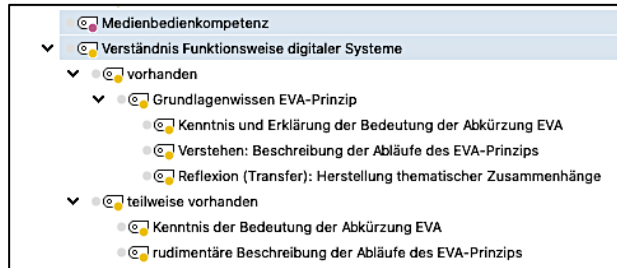 Medienbedienkompetenz
Verständnis Funktionsweise digitaler Systeme
vorhanden
Grundlagenwissen EVA-Prinzip
Kenntnis und Erklärung der Bedeutung der Abkürzung EVA
Verstehen: Beschreibung der Abläufe des EVA-Prinzips
Reflexion (Transfer): Herstellung thematischer Zusammenhänge
teilweise vorhanden
Kenntnis der Bedeutung der Abkürzung EVA
rudimentäre Beschreibung der Abläufe des EVA-Prinzips